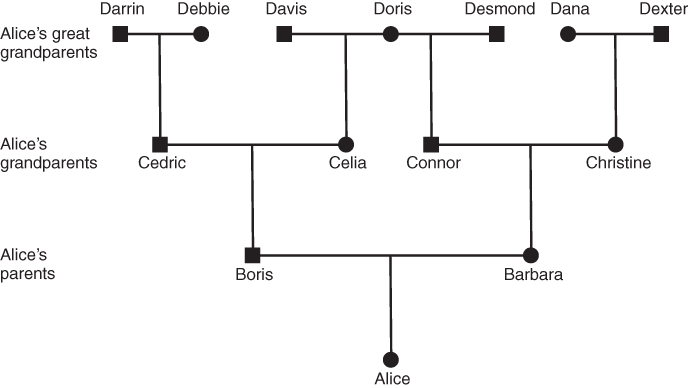 Darrin Debbie Davis Doris Desmond Dana Dexter
Alice's great
grandparents
Alice's
grandparents
Cedric Celia Connor Christine
Alice's
parents
Boris Barbara
Alice